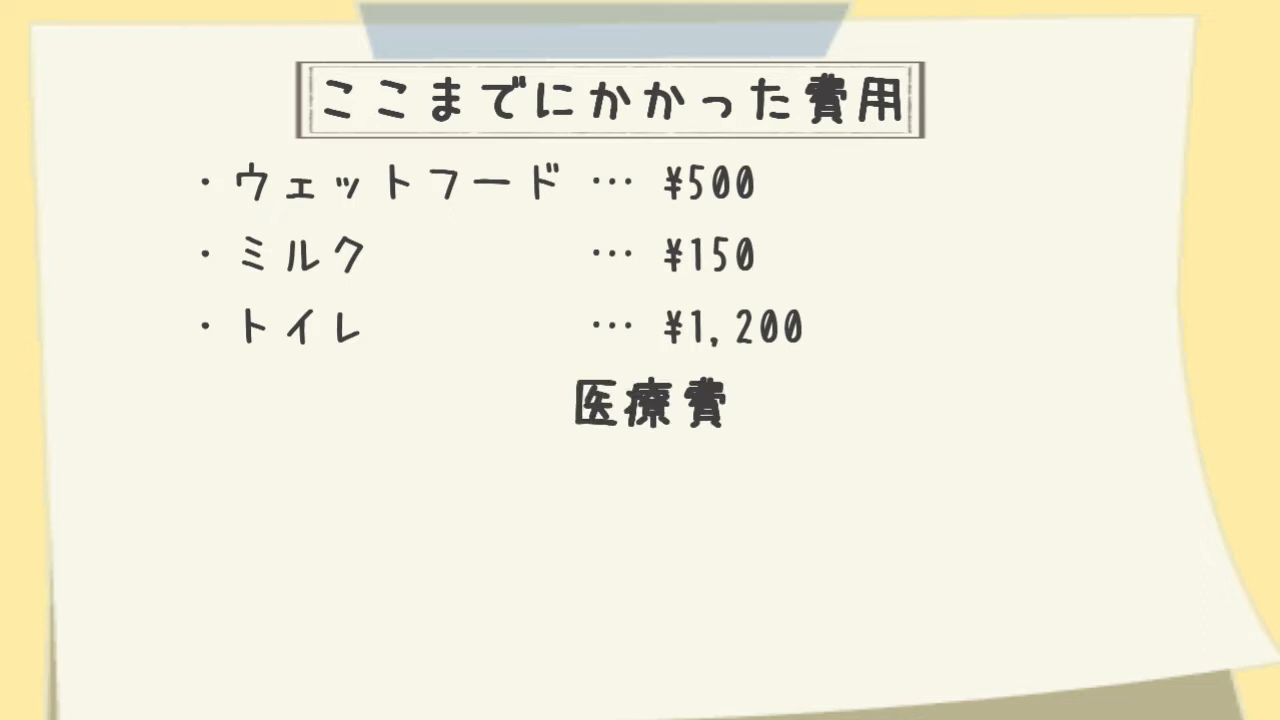 ここまでにかかった費用
・ウェットフード … ¥500
・ミルク … ¥150
・トイレ … ¥1,200
医療費